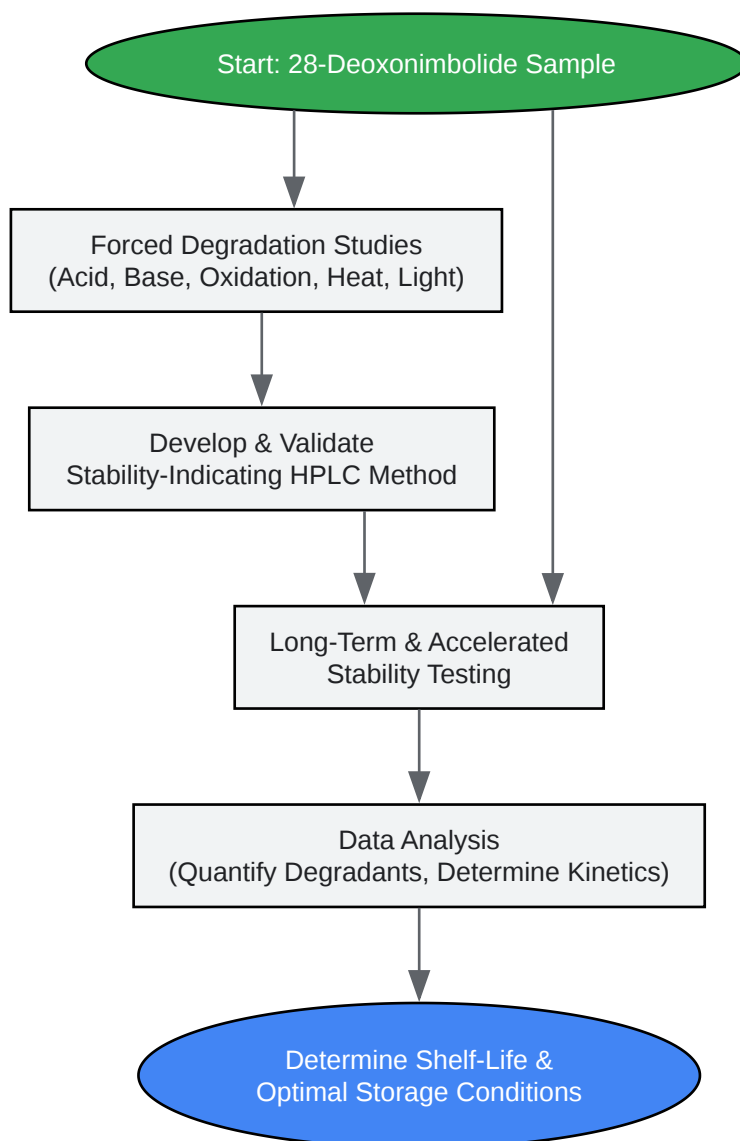 Start: 28-Deoxonimbolide Sample
Forced Degradation Studies
(Acid, Base, Oxidation, Heat, Light)
Develop & Validate
Stability-Indicating HPLC Method
Long-Term & Accelerated
Stability Testing
Data Analysis
(Quantify Degradants, Determine Kinetics)
Determine Shelf-Life &
Optimal Storage Conditions